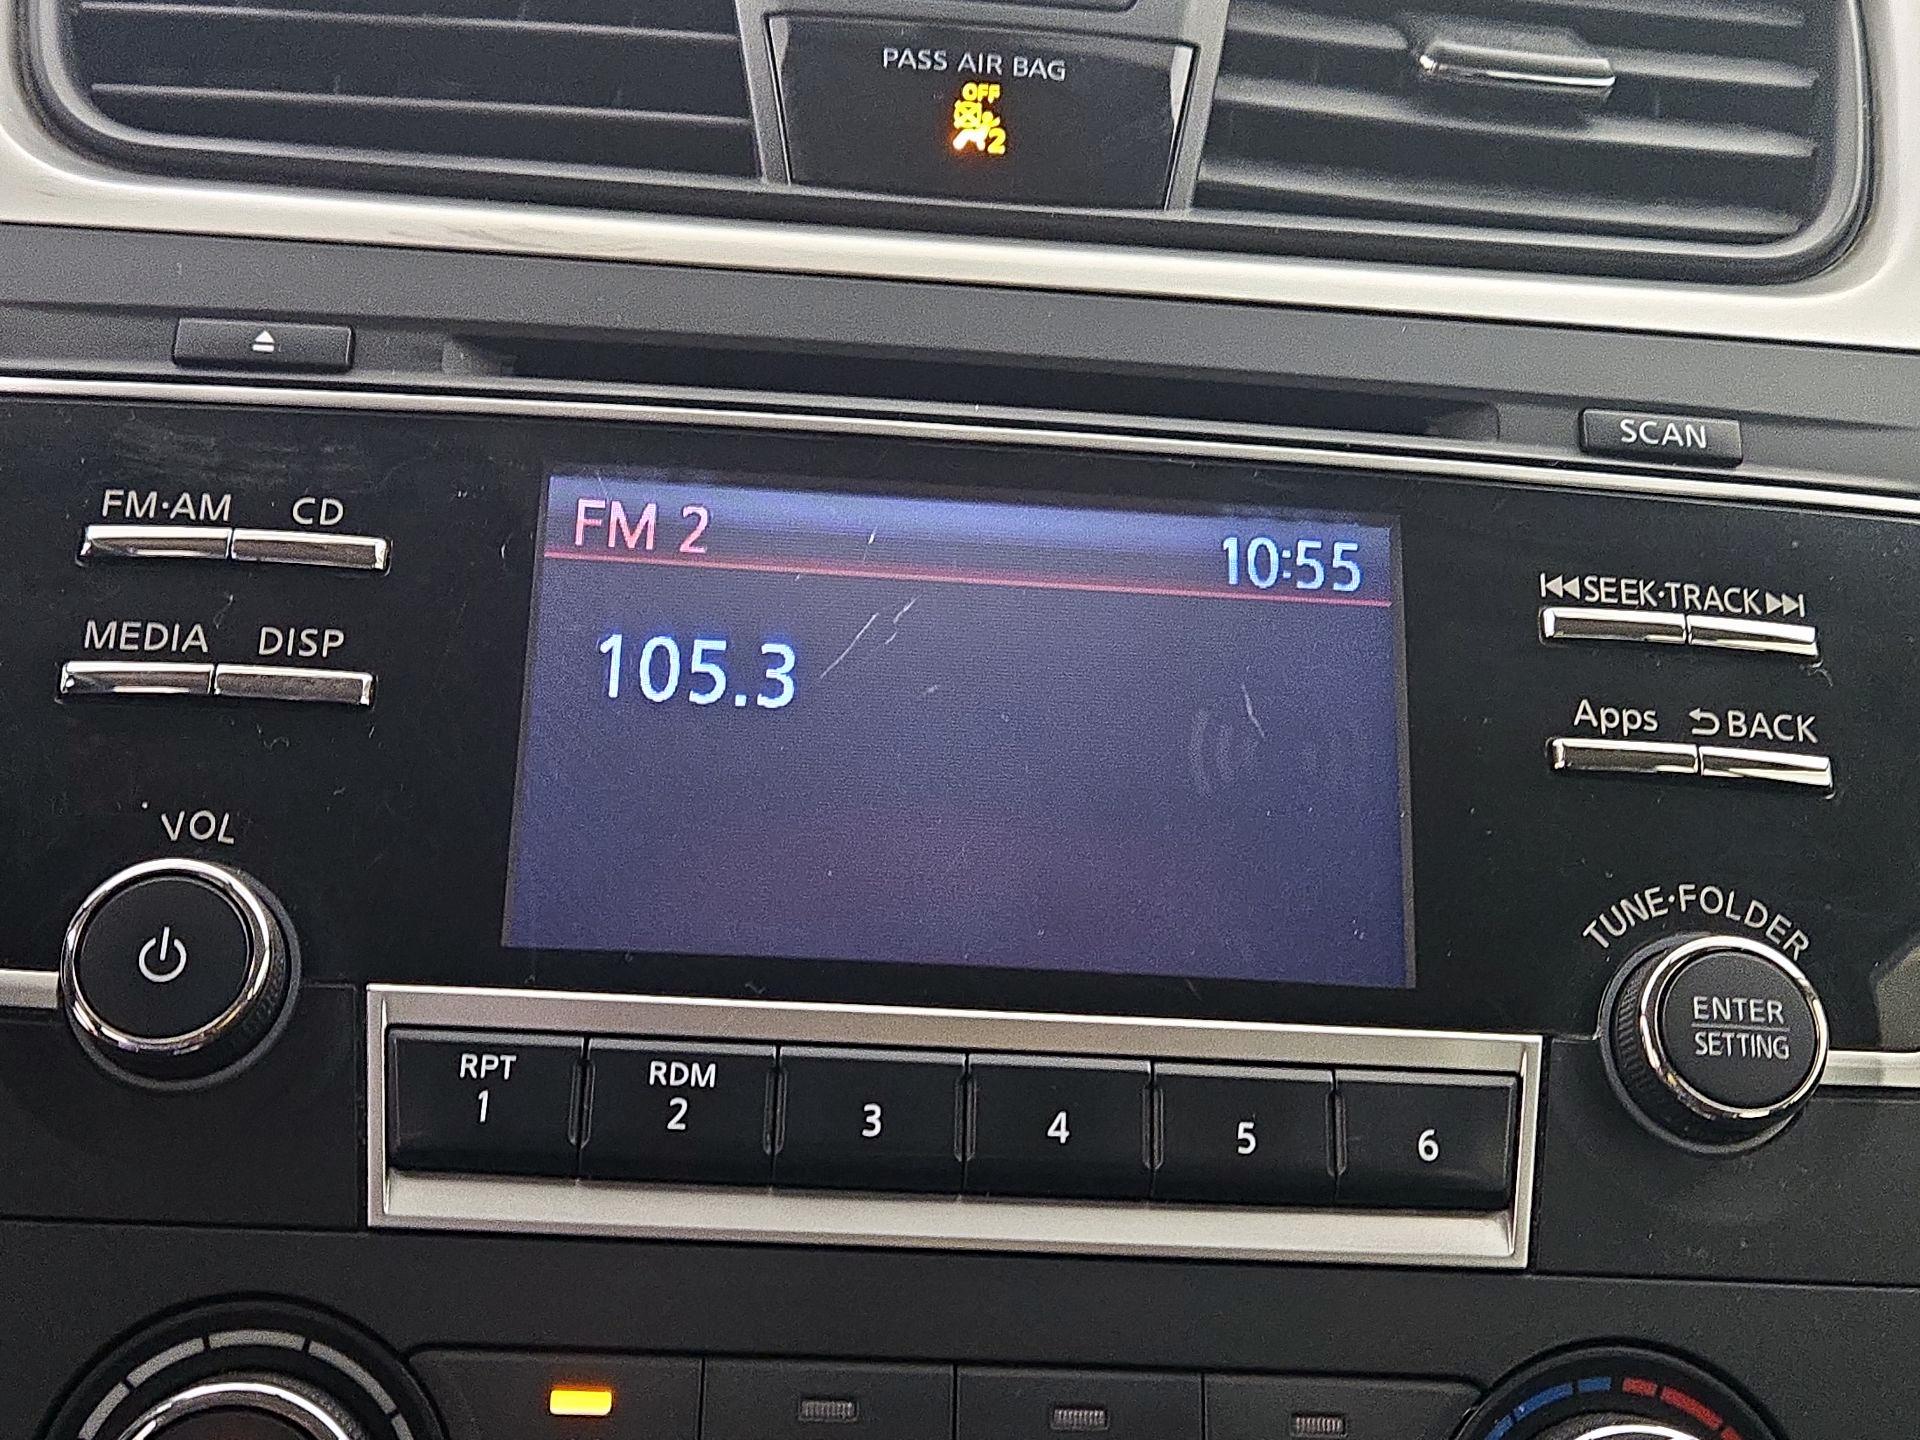 PASS AIR BAG
OFF
2
SCAN
FM·AM CD
FM 2 10:55
SEEK·TRACK
105.3
MEDIA DISP
Apps BACK
VOL
TUNE·FOLDER
ENTER
SETTING
RPT
1
RDM
2
3
4
5
6